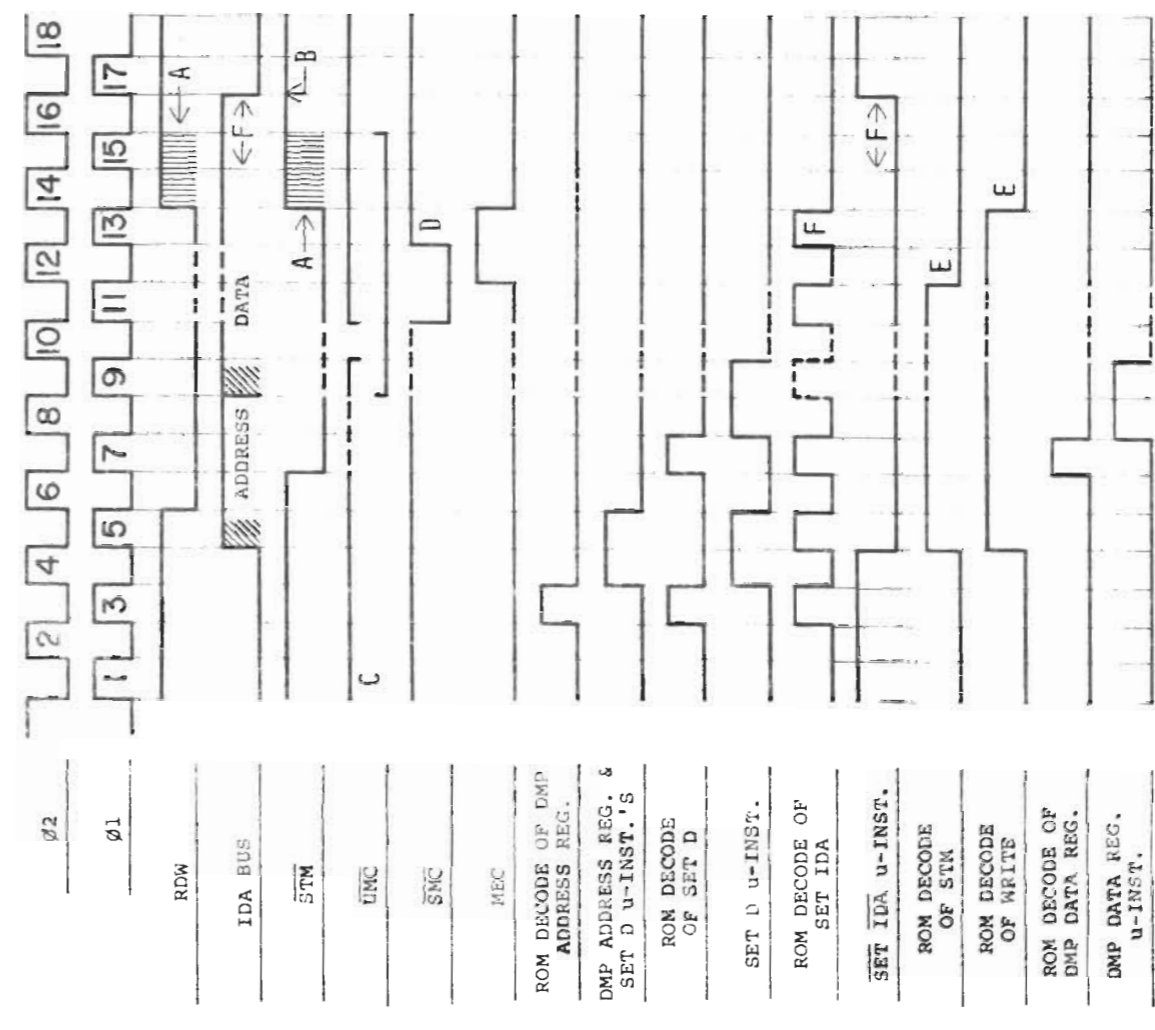 Ø2
2 4 6 8 10 12 14 16 18
Ø1
1 3 5 7 9 11 13 15 17
RDW
A
IDA BUS
ADDRESS DATA F
STM
A B
UMC
C
SMC
D
MEC
ROM DECODE OF DMP
ADDRESS REG.
DMP ADDRESS REG. &
SET D u-INST.'S
ROM DECODE
OF SET D
SET D u-INST.
ROM DECODE OF
SET IDA
F
SET IDA u-INST.
F
ROM DECODE
OF STM
E
ROM DECODE
OF WRITE
E
ROM DECODE OF
DMP DATA REG.
DMP DATA REG.
u-INST.